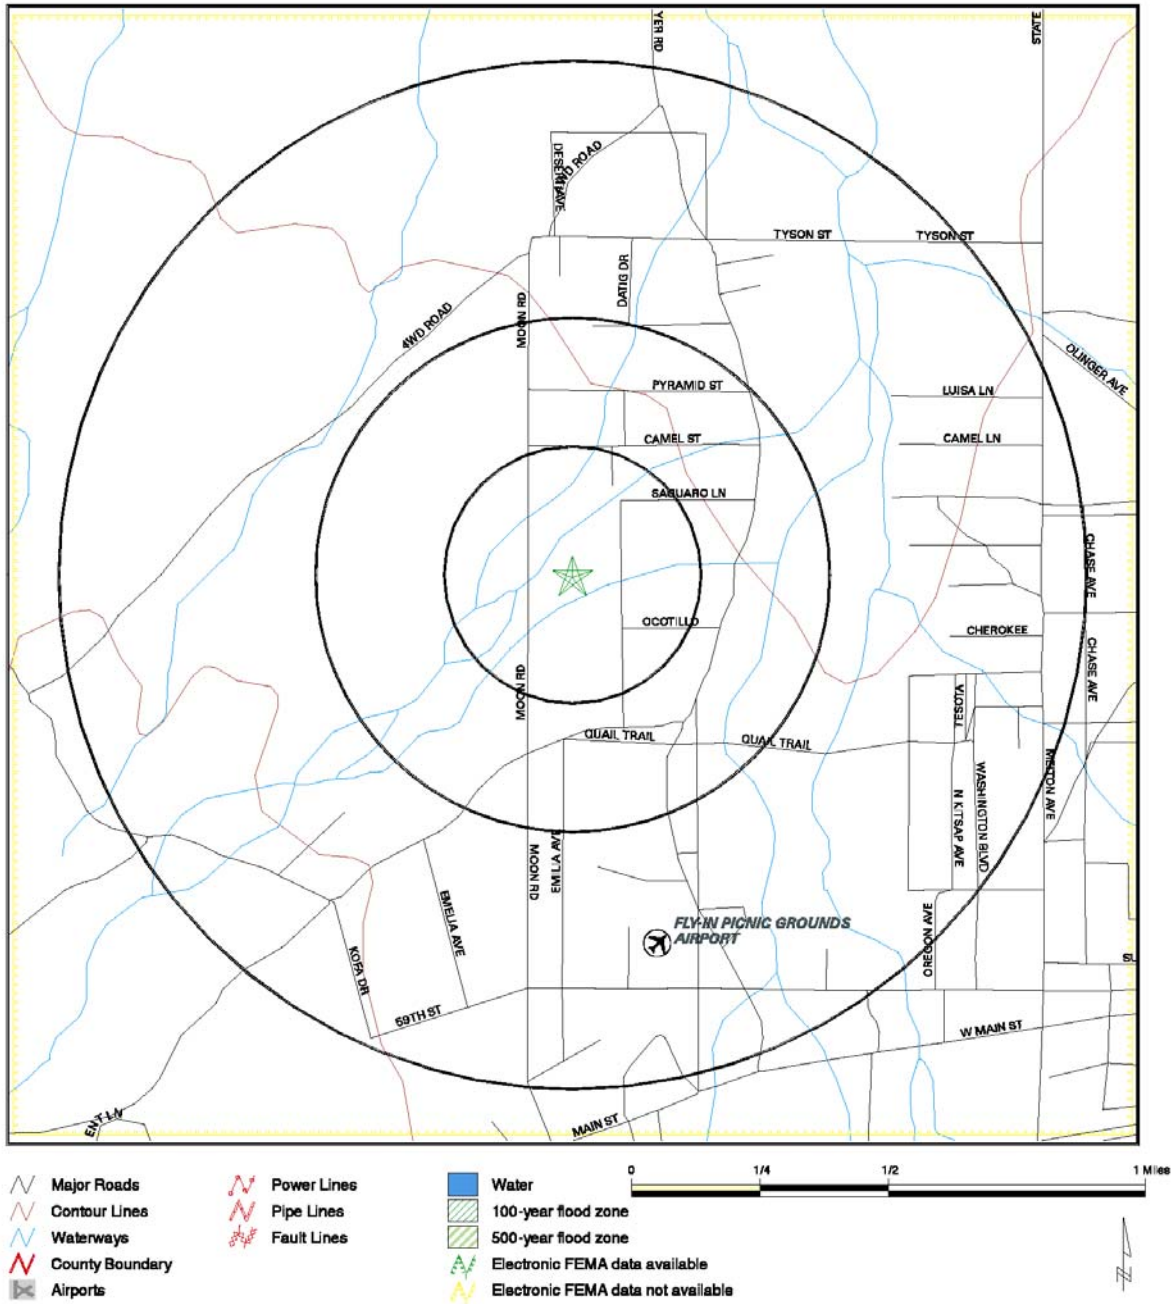 YER RD
STATE
DESERT AVE
4WD ROAD
TYSON ST
TYSON ST
DATIG DR
MOON RD
4WD ROAD
OLINGER AVE
PYRAMID ST
LUISA LN
CAMEL ST
CAMEL LN
SAGUARO LN
CHASE AVE
OCOTILLO
CHEROKEE
CHASE AVE
MOON RD
QUAIL TRAIL
QUAIL TRAIL
N KITSAP AVE
WASHINGTON BLVD
MOON RD
EMILIA AVE
EMELIA AVE
FLY-IN PICNIC GROUNDS
AIRPORT
OREGON AVE
KOFA DR
59TH ST
W MAIN ST
MAIN ST
0 1/4 1/2 1 Miles
Major Roads
Contour Lines
Waterways
County Boundary
Airports
Power Lines
Pipe Lines
Fault Lines
Water
100-year flood zone
500-year flood zone
Electronic FEMA data available
Electronic FEMA data not available